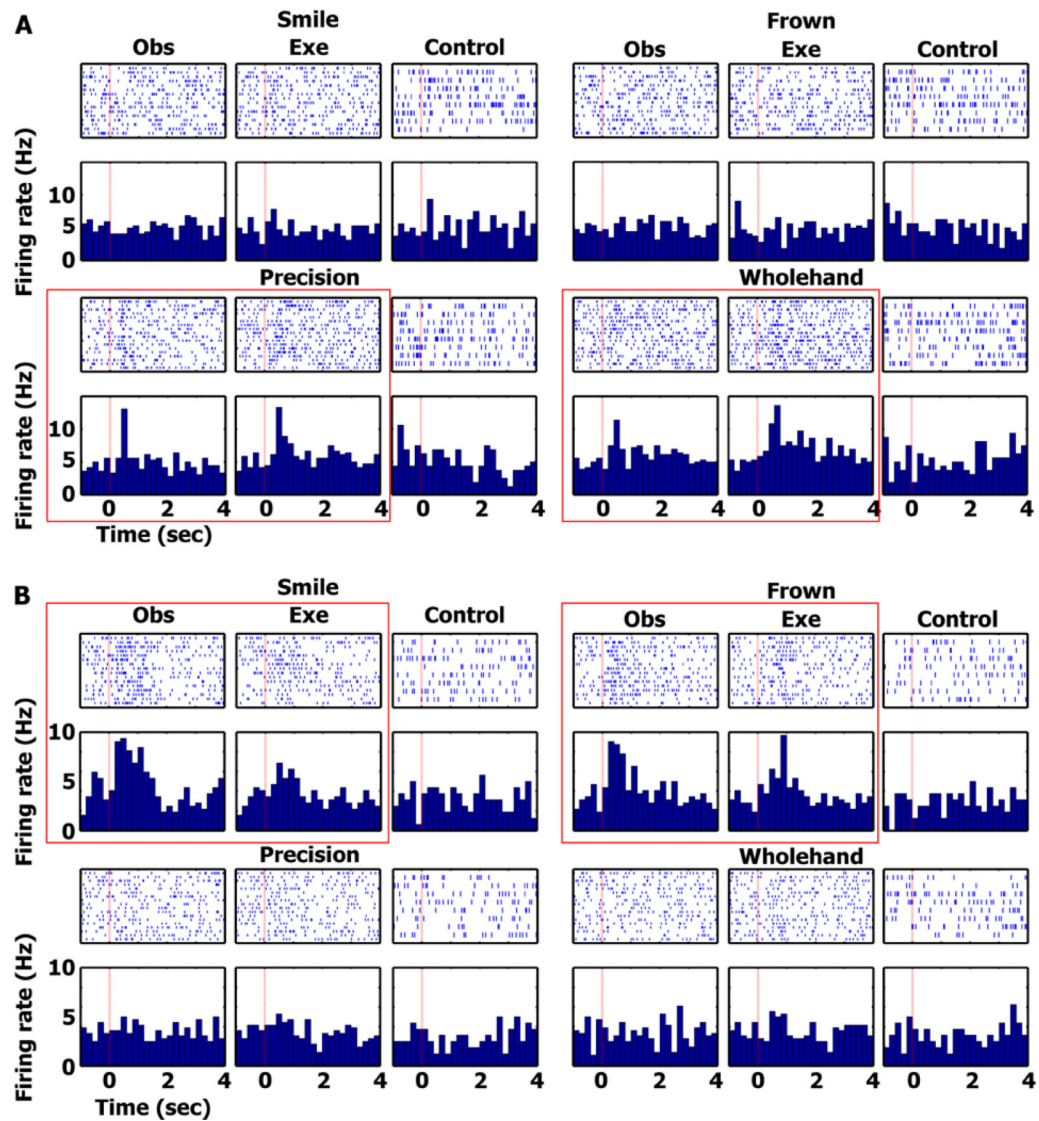 A
Smile
Frown
Obs Exe Control Obs Exe Control
Firing rate (Hz)
10
5
0
Precision Wholehand
Firing rate (Hz)
10
5
0
0 2 4 0 2 4 0 2 4 0 2 4 0 2 4 0 2 4
Time (sec)
B
Smile
Frown
Obs Exe Control Obs Exe Control
Firing rate (Hz)
10
5
0
Precision Wholehand
Firing rate (Hz)
10
5
0
0 2 4 0 2 4 0 2 4 0 2 4 0 2 4 0 2 4
Time (sec)